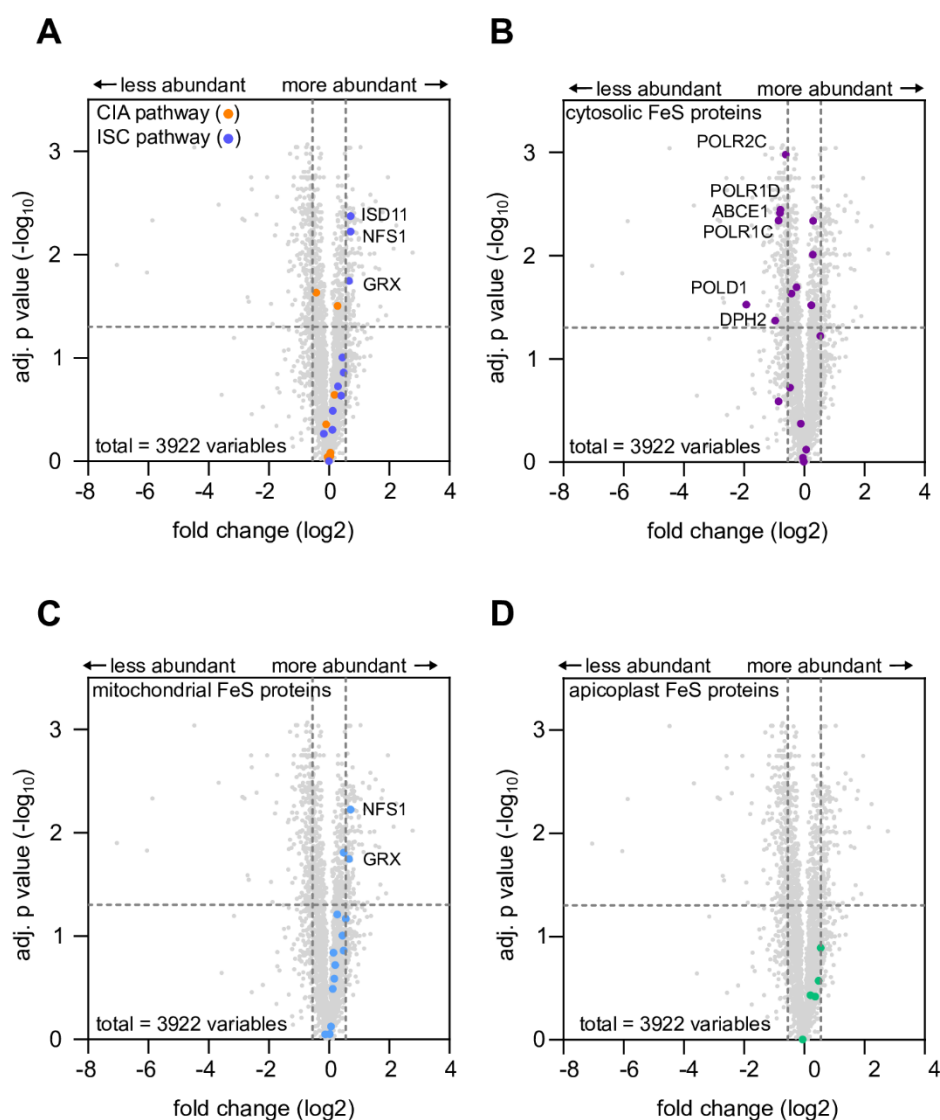 A
← less abundant more abundant →
CIA pathway (●)
ISC pathway (●)
ISD11
NFS1
GRX
total = 3922 variables
adj. p value (-log₁₀)
3
2
1
0
-8 -6 -4 -2 0 2 4
fold change (log2)
B
← less abundant more abundant →
cytosolic FeS proteins
POLR2C
POLR1D
ABCE1
POLR1C
POLD1
DPH2
total = 3922 variables
adj. p value (-log₁₀)
3
2
1
0
-8 -6 -4 -2 0 2 4
fold change (log2)
C
← less abundant more abundant →
mitochondrial FeS proteins
NFS1
GRX
total = 3922 variables
adj. p value (-log₁₀)
3
2
1
0
-8 -6 -4 -2 0 2 4
fold change (log2)
D
← less abundant more abundant →
apicoplast FeS proteins
total = 3922 variables
adj. p value (-log₁₀)
3
2
1
0
-8 -6 -4 -2 0 2 4
fold change (log2)